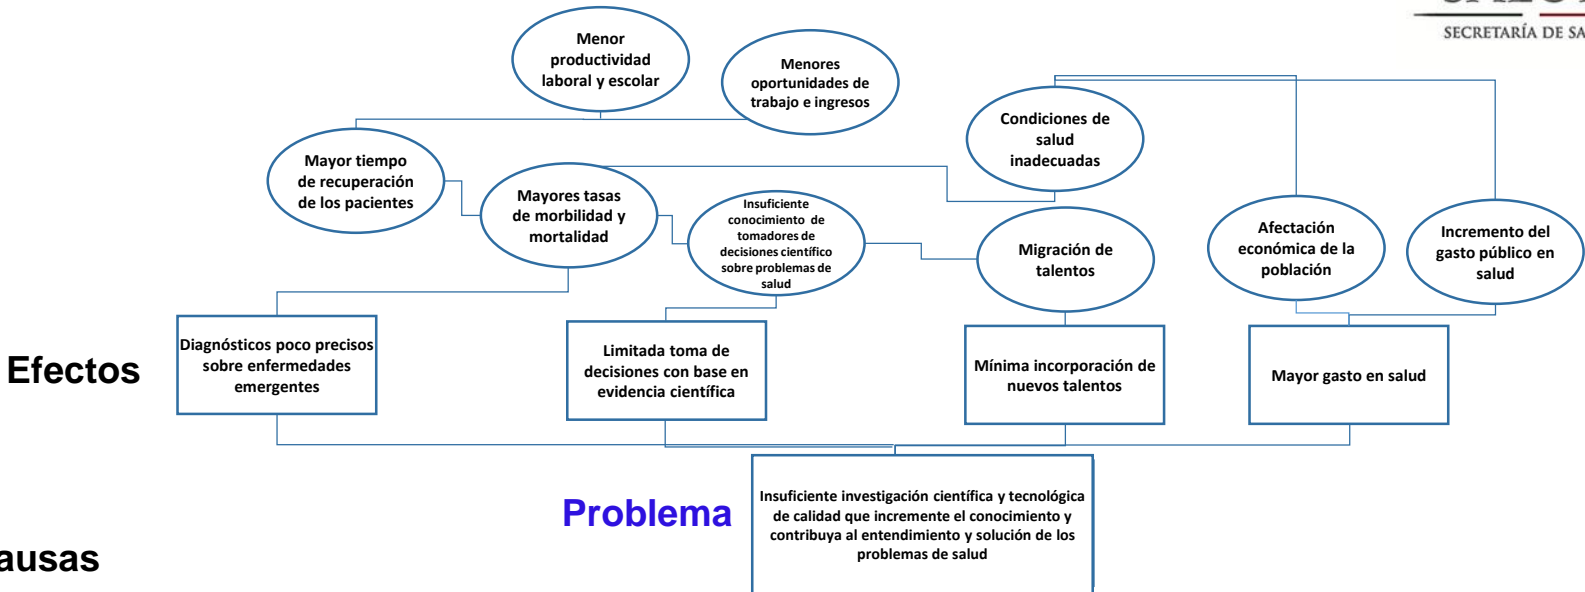 SECRETARÍA DE SA
Menor
productividad
laboral y escolar
Menores
oportunidades de
trabajo e ingresos
Condiciones de
salud
inadecuadas
Mayor tiempo
de recuperación
de los pacientes
Mayores tasas
de morbilidad y
mortalidad
Insuficiente
conocimiento de
tomadores de
decisiones científico
sobre problemas de
salud
Migración de
talentos
Afectación
económica de la
población
Incremento del
gasto público en
salud
Efectos
Diagnósticos poco precisos
sobre enfermedades
emergentes
Limitada toma de
decisiones con base en
evidencia científica
Mínima incorporación de
nuevos talentos
Mayor gasto en salud
Problema
Insuficiente investigación científica y tecnológica
de calidad que incremente el conocimiento y
contribuya al entendimiento y solución de los
problemas de salud
ausas